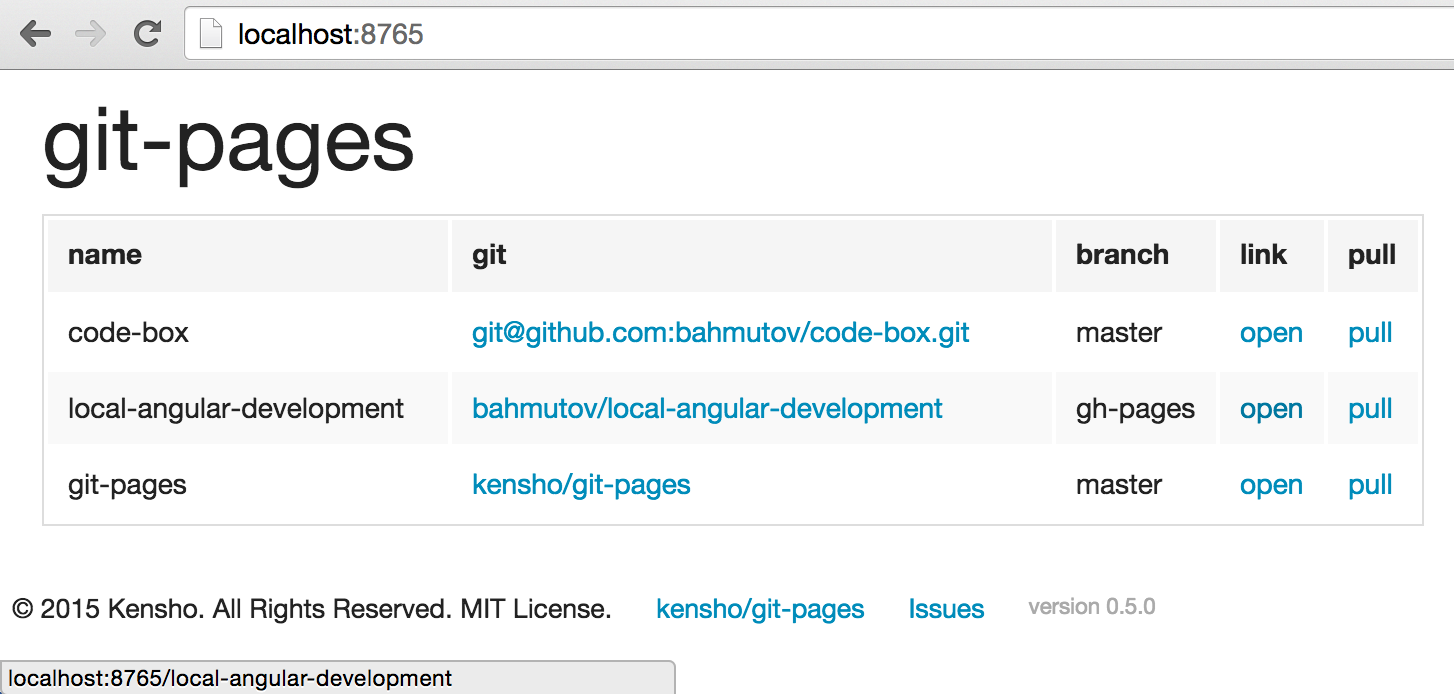 localhost:8765
git-pages
name git branch link pull
code-box git@github.com:bahmutov/code-box.git master open pull
local-angular-development bahmutov/local-angular-development gh-pages open pull
git-pages kensho/git-pages master open pull
© 2015 Kensho. All Rights Reserved. MIT License. kensho/git-pages Issues version 0.5.0
localhost:8765/local-angular-development